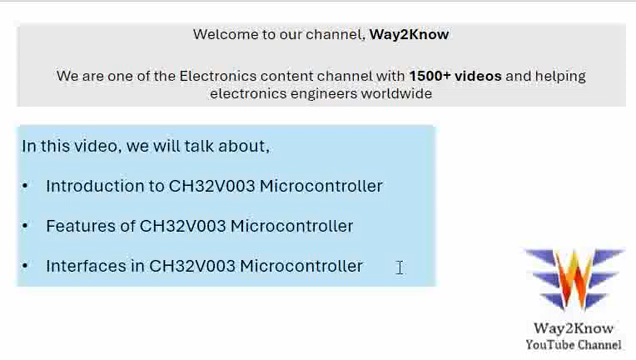 Welcome to our channel, Way2Know
We are one of the Electronics content channel with 1500+ videos and helping
electronics engineers worldwide
In this video, we will talk about,
• Introduction to CH32V003 Microcontroller
• Features of CH32V003 Microcontroller
• Interfaces in CH32V003 Microcontroller
Way2Know
YouTube Channel